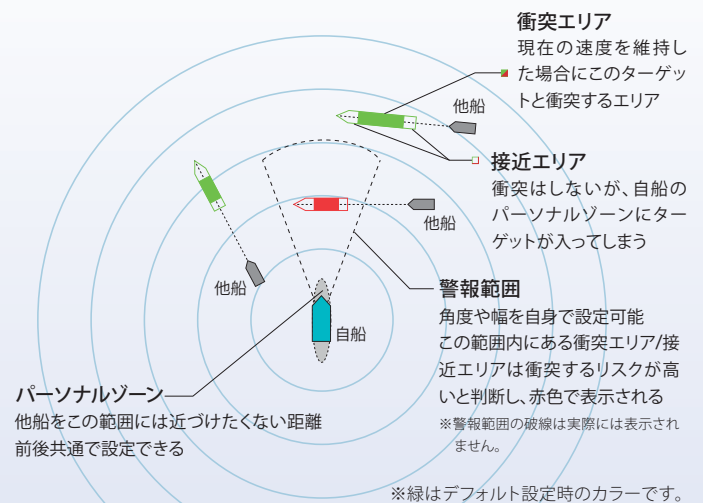 衝突エリア
現在の速度を維持し
た場合にこのターゲッ
トと衝突するエリア
他船
接近エリア
衝突はしないが、自船の
パーソナルゾーンにター
ゲットが入ってしまう
他船
他船
警報範囲
角度や幅を自身で設定可能
この範囲内にある衝突エリア/接
近エリアは衝突するリスクが高
いと判断し、赤色で表示される
※警報範囲の破線は実際には表示され
ません。
自船
パーソナルゾーン
他船をこの範囲には近づけたくない距離
前後共通で設定できる
※緑はデフォルト設定時のカラーです。